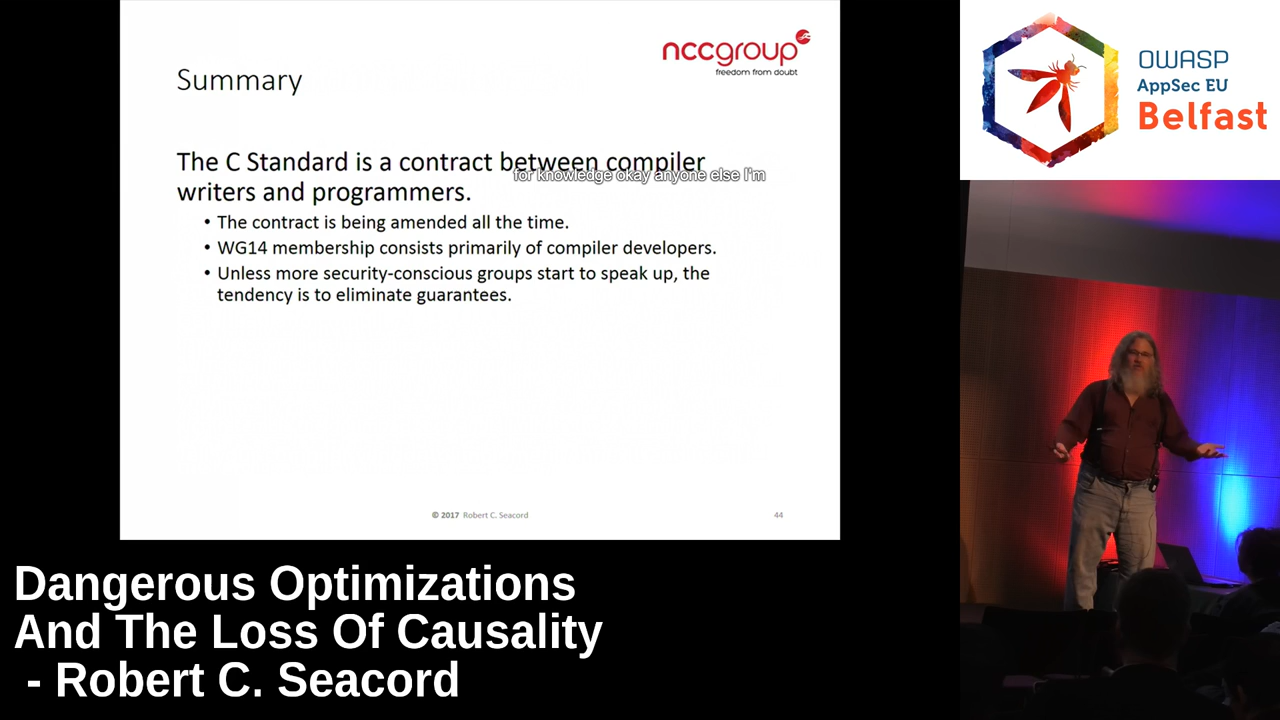 nccgroup
freedom from doubt
Summary
The C Standard is a contract between compiler
writers and programmers.
for knowledge okay anyone else I'm
• The contract is being amended all the time.
• WG14 membership consists primarily of compiler developers.
• Unless more security-conscious groups start to speak up, the
tendency is to eliminate guarantees.
© 2017 Robert C. Seacord
44
OWASP
AppSec EU
Belfast
Dangerous Optimizations
And The Loss Of Causality
- Robert C. Seacord